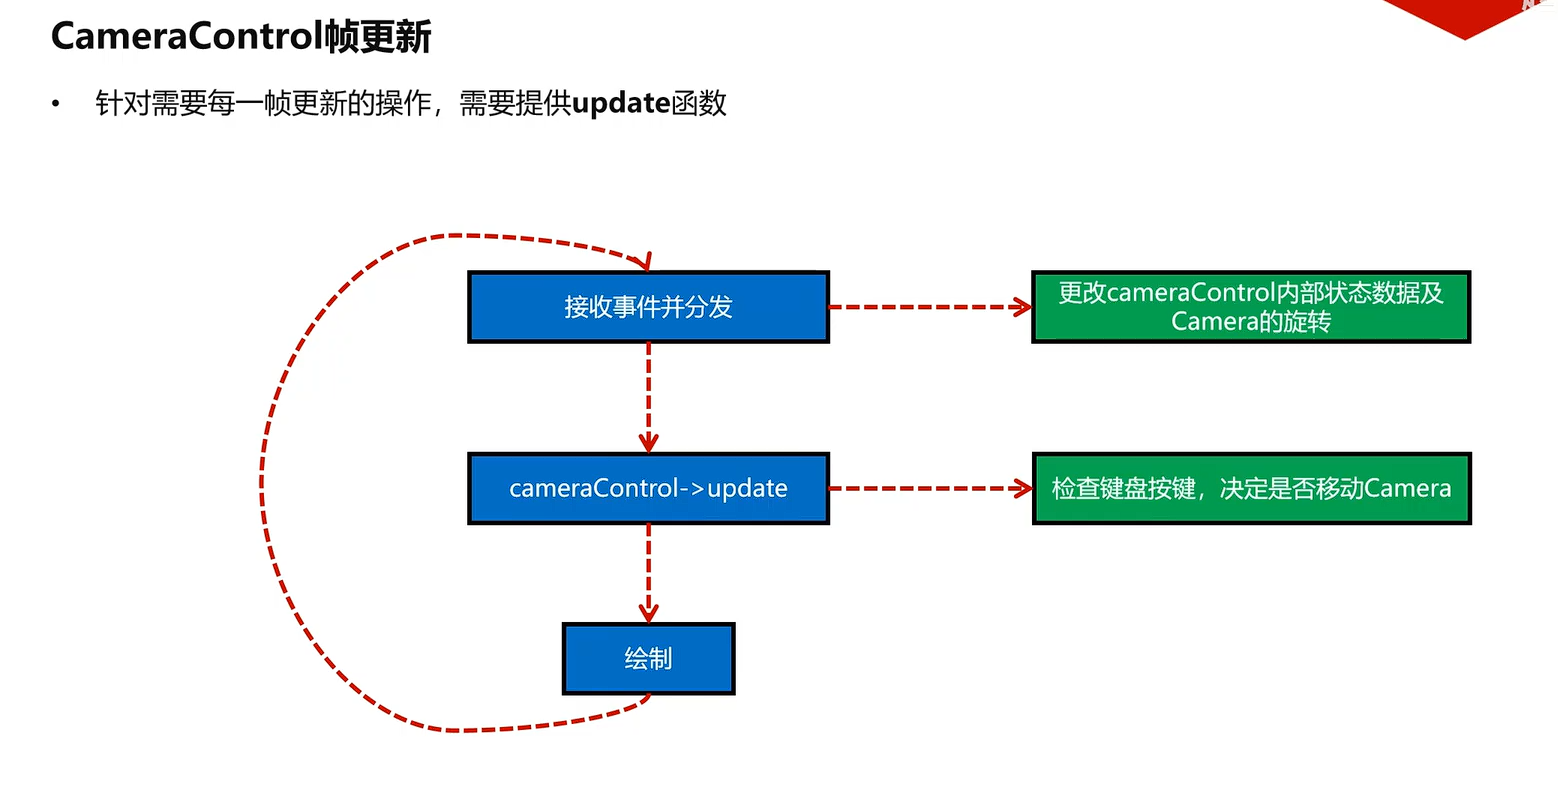 CameraControl帧更新
• 针对需要每一帧更新的操作，需要提供update函数
接收事件并分发
更改cameraControl内部状态数据及
Camera的旋转
cameraControl->update
检查键盘按键，决定是否移动Camera
绘制